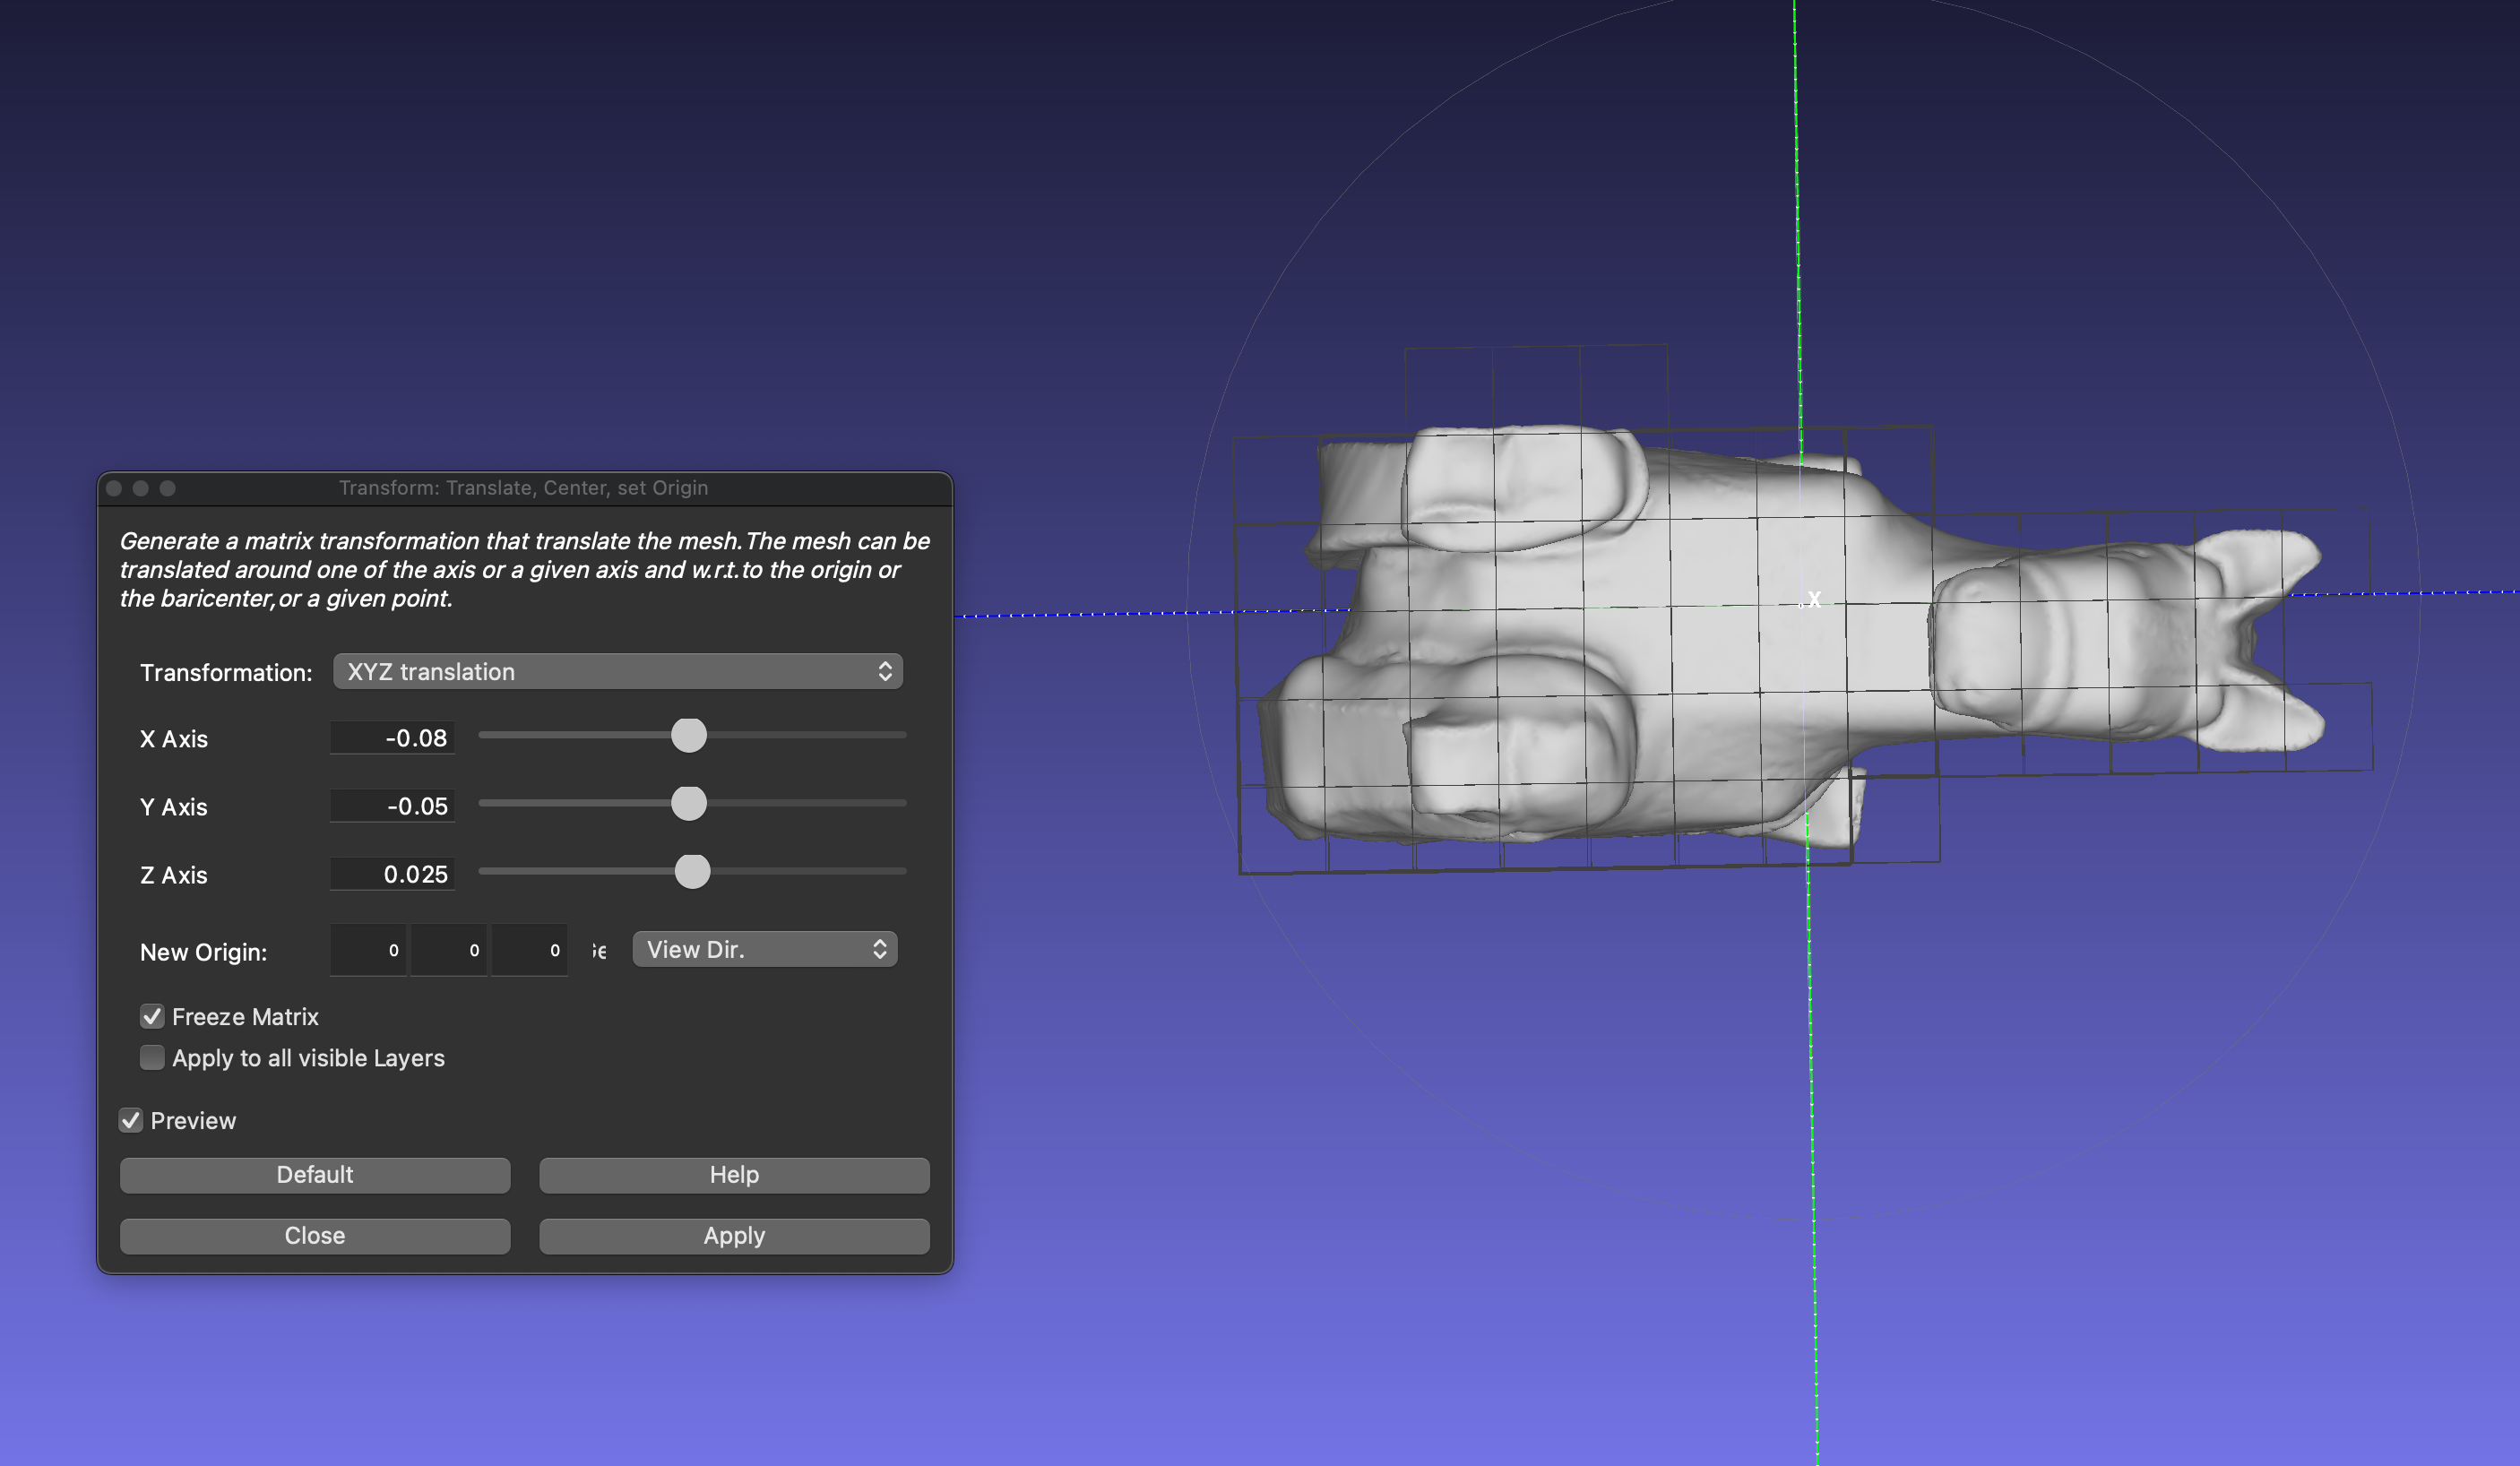 Transform: Translate, Center, set Origin
Generate a matrix transformation that translate the mesh.The mesh can be
translated around one of the axis or a given axis and w.r.t.to the origin or
the baricenter,or a given point.
Transformation: XYZ translation
X Axis -0.08
Y Axis -0.05
Z Axis 0.025
New Origin: 0 0 0 View Dir.
Freeze Matrix
Apply to all visible Layers
Preview
Default Help
Close Apply
X